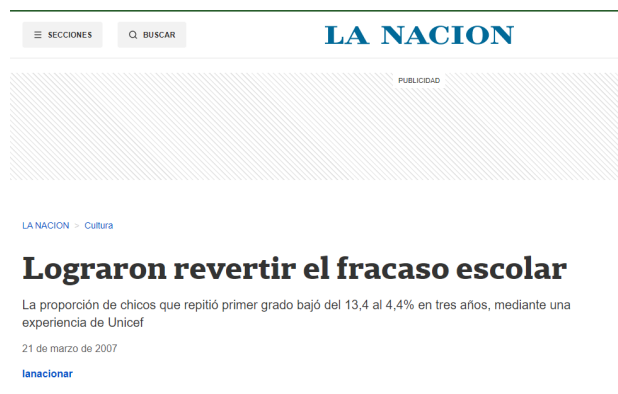 ☰ SECCIONES
BUSCAR
LA NACION
PUBLICIDAD
LA NACION > Cultura
Lograron revertir el fracaso escolar
La proporción de chicos que repitió primer grado bajó del 13,4 al 4,4% en tres años, mediante una
experiencia de Unicef
21 de marzo de 2007
lanacionar